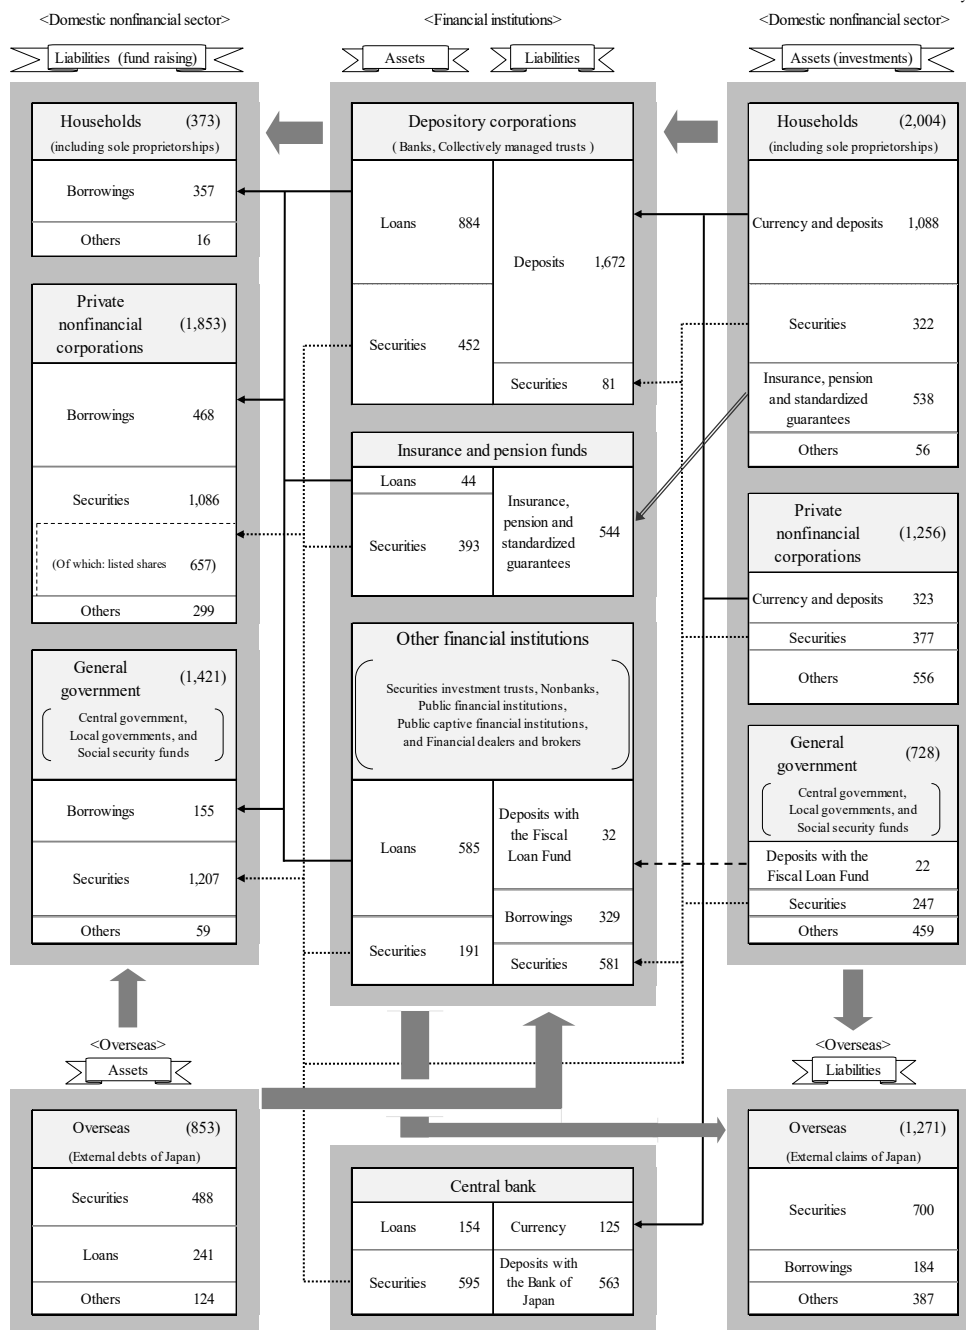 <Domestic nonfinancial sector>
Liabilities (fund raising)
Households (373)
(including sole proprietorships)
Borrowings 357
Others 16
Private
nonfinancial (1,853)
corporations
Borrowings 468
Securities 1,086
(Of which: listed shares 657)
Others 299
General
government (1,421)
Central government,
Local governments, and
Social security funds
Borrowings 155
Securities 1,207
Others 59
<Overseas>
Assets
Overseas (853)
(External debts of Japan)
Securities 488
Loans 241
Others 124
<Financial institutions>
Assets
Liabilities
Depository corporations
( Banks, Collectively managed trusts )
Loans 884
Securities 452
Deposits 1,672
Securities 81
Insurance and pension funds
Loans 44
Securities 393
Insurance,
pension and
standardized 544
guarantees
Other financial institutions
Securities investment trusts, Nonbanks,
Public financial institutions,
Public captive financial institutions,
and Financial dealers and brokers
Loans 585
Securities 191
Deposits with
the Fiscal 32
Loan Fund
Borrowings 329
Securities 581
Central bank
Loans 154
Securities 595
Currency 125
Deposits with
the Bank of 563
Japan
<Domestic nonfinancial sector>
Assets (investments)
Households (2,004)
(including sole proprietorships)
Currency and deposits 1,088
Securities 322
Insurance, pension
and standardized 538
guarantees
Others 56
Private
nonfinancial (1,256)
corporations
Currency and deposits 323
Securities 377
Others 556
General
government (728)
Central government,
Local governments, and
Social security funds
Deposits with the
Fiscal Loan Fund 22
Securities 247
Others 459
<Overseas>
Liabilities
Overseas (1,271)
(External claims of Japan)
Securities 700
Borrowings 184
Others 387